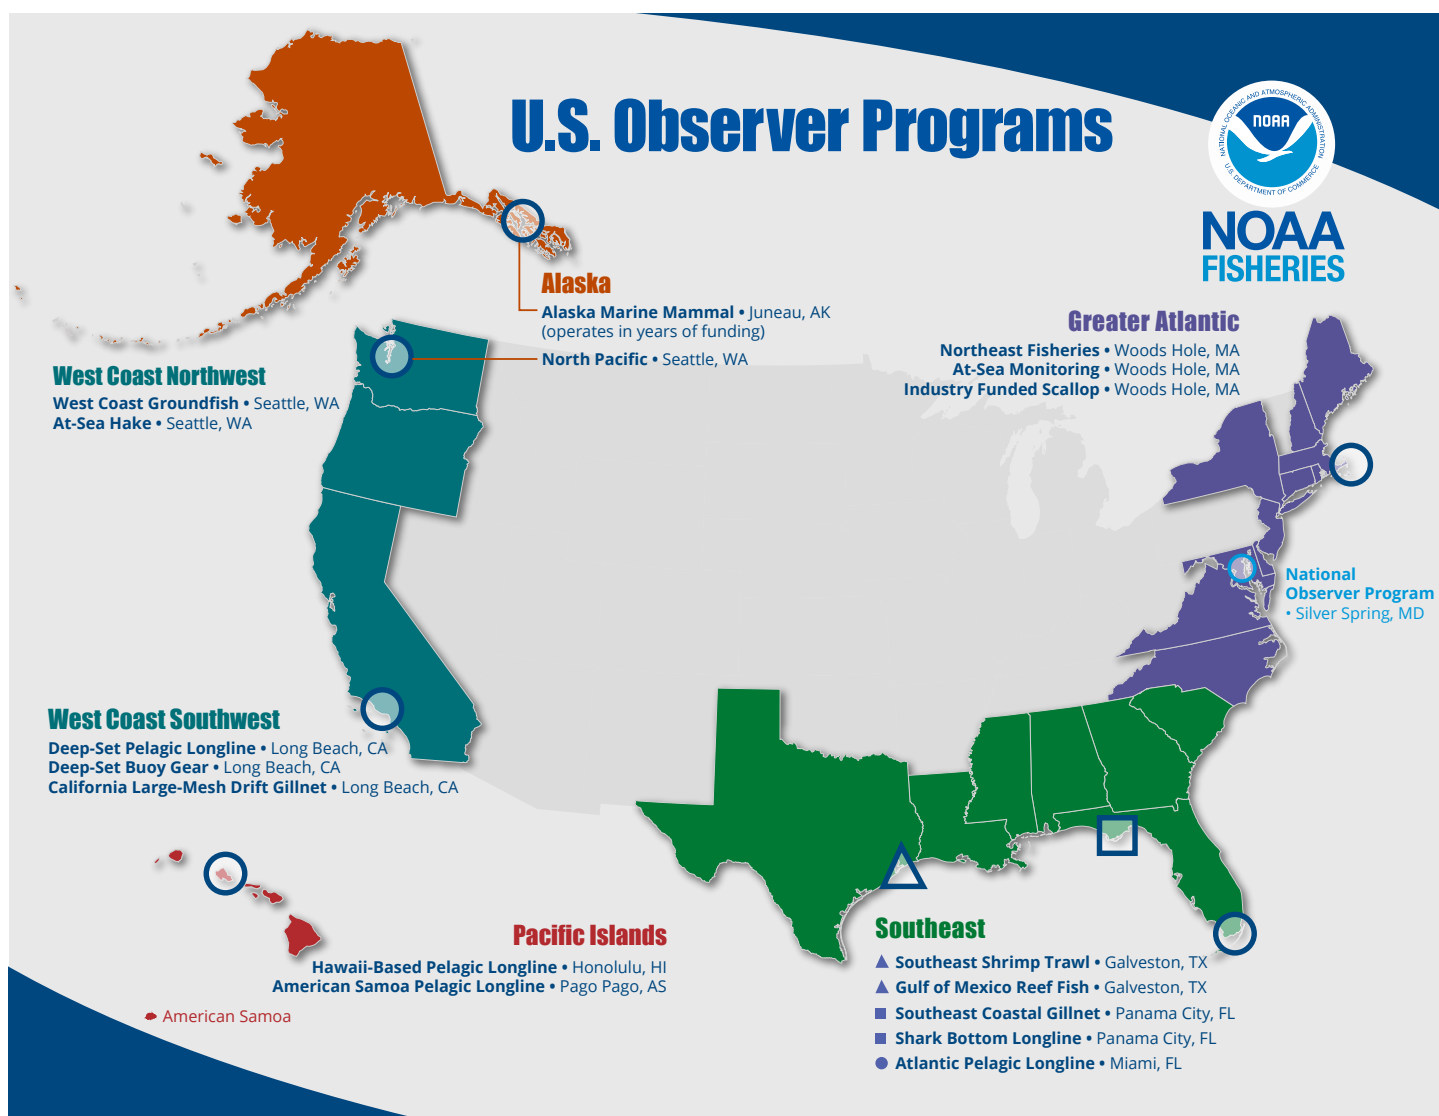 U.S. Observer Programs
NATIONAL OCEANIC AND ATMOSPHERIC ADMINISTRATION
NOAA
U.S. DEPARTMENT OF COMMERCE
NOAA
FISHERIES
Alaska
Alaska Marine Mammal • Juneau, AK
(operates in years of funding)
North Pacific • Seattle, WA
Greater Atlantic
Northeast Fisheries • Woods Hole, MA
At-Sea Monitoring • Woods Hole, MA
Industry Funded Scallop • Woods Hole, MA
West Coast Northwest
West Coast Groundfish • Seattle, WA
At-Sea Hake • Seattle, WA
National
Observer Program
• Silver Spring, MD
West Coast Southwest
Deep-Set Pelagic Longline • Long Beach, CA
Deep-Set Buoy Gear • Long Beach, CA
California Large-Mesh Drift Gillnet • Long Beach, CA
Pacific Islands
Hawaii-Based Pelagic Longline • Honolulu, HI
American Samoa Pelagic Longline • Pago Pago, AS
American Samoa
Southeast
Southeast Shrimp Trawl • Galveston, TX
Gulf of Mexico Reef Fish • Galveston, TX
Southeast Coastal Gillnet • Panama City, FL
Shark Bottom Longline • Panama City, FL
Atlantic Pelagic Longline • Miami, FL